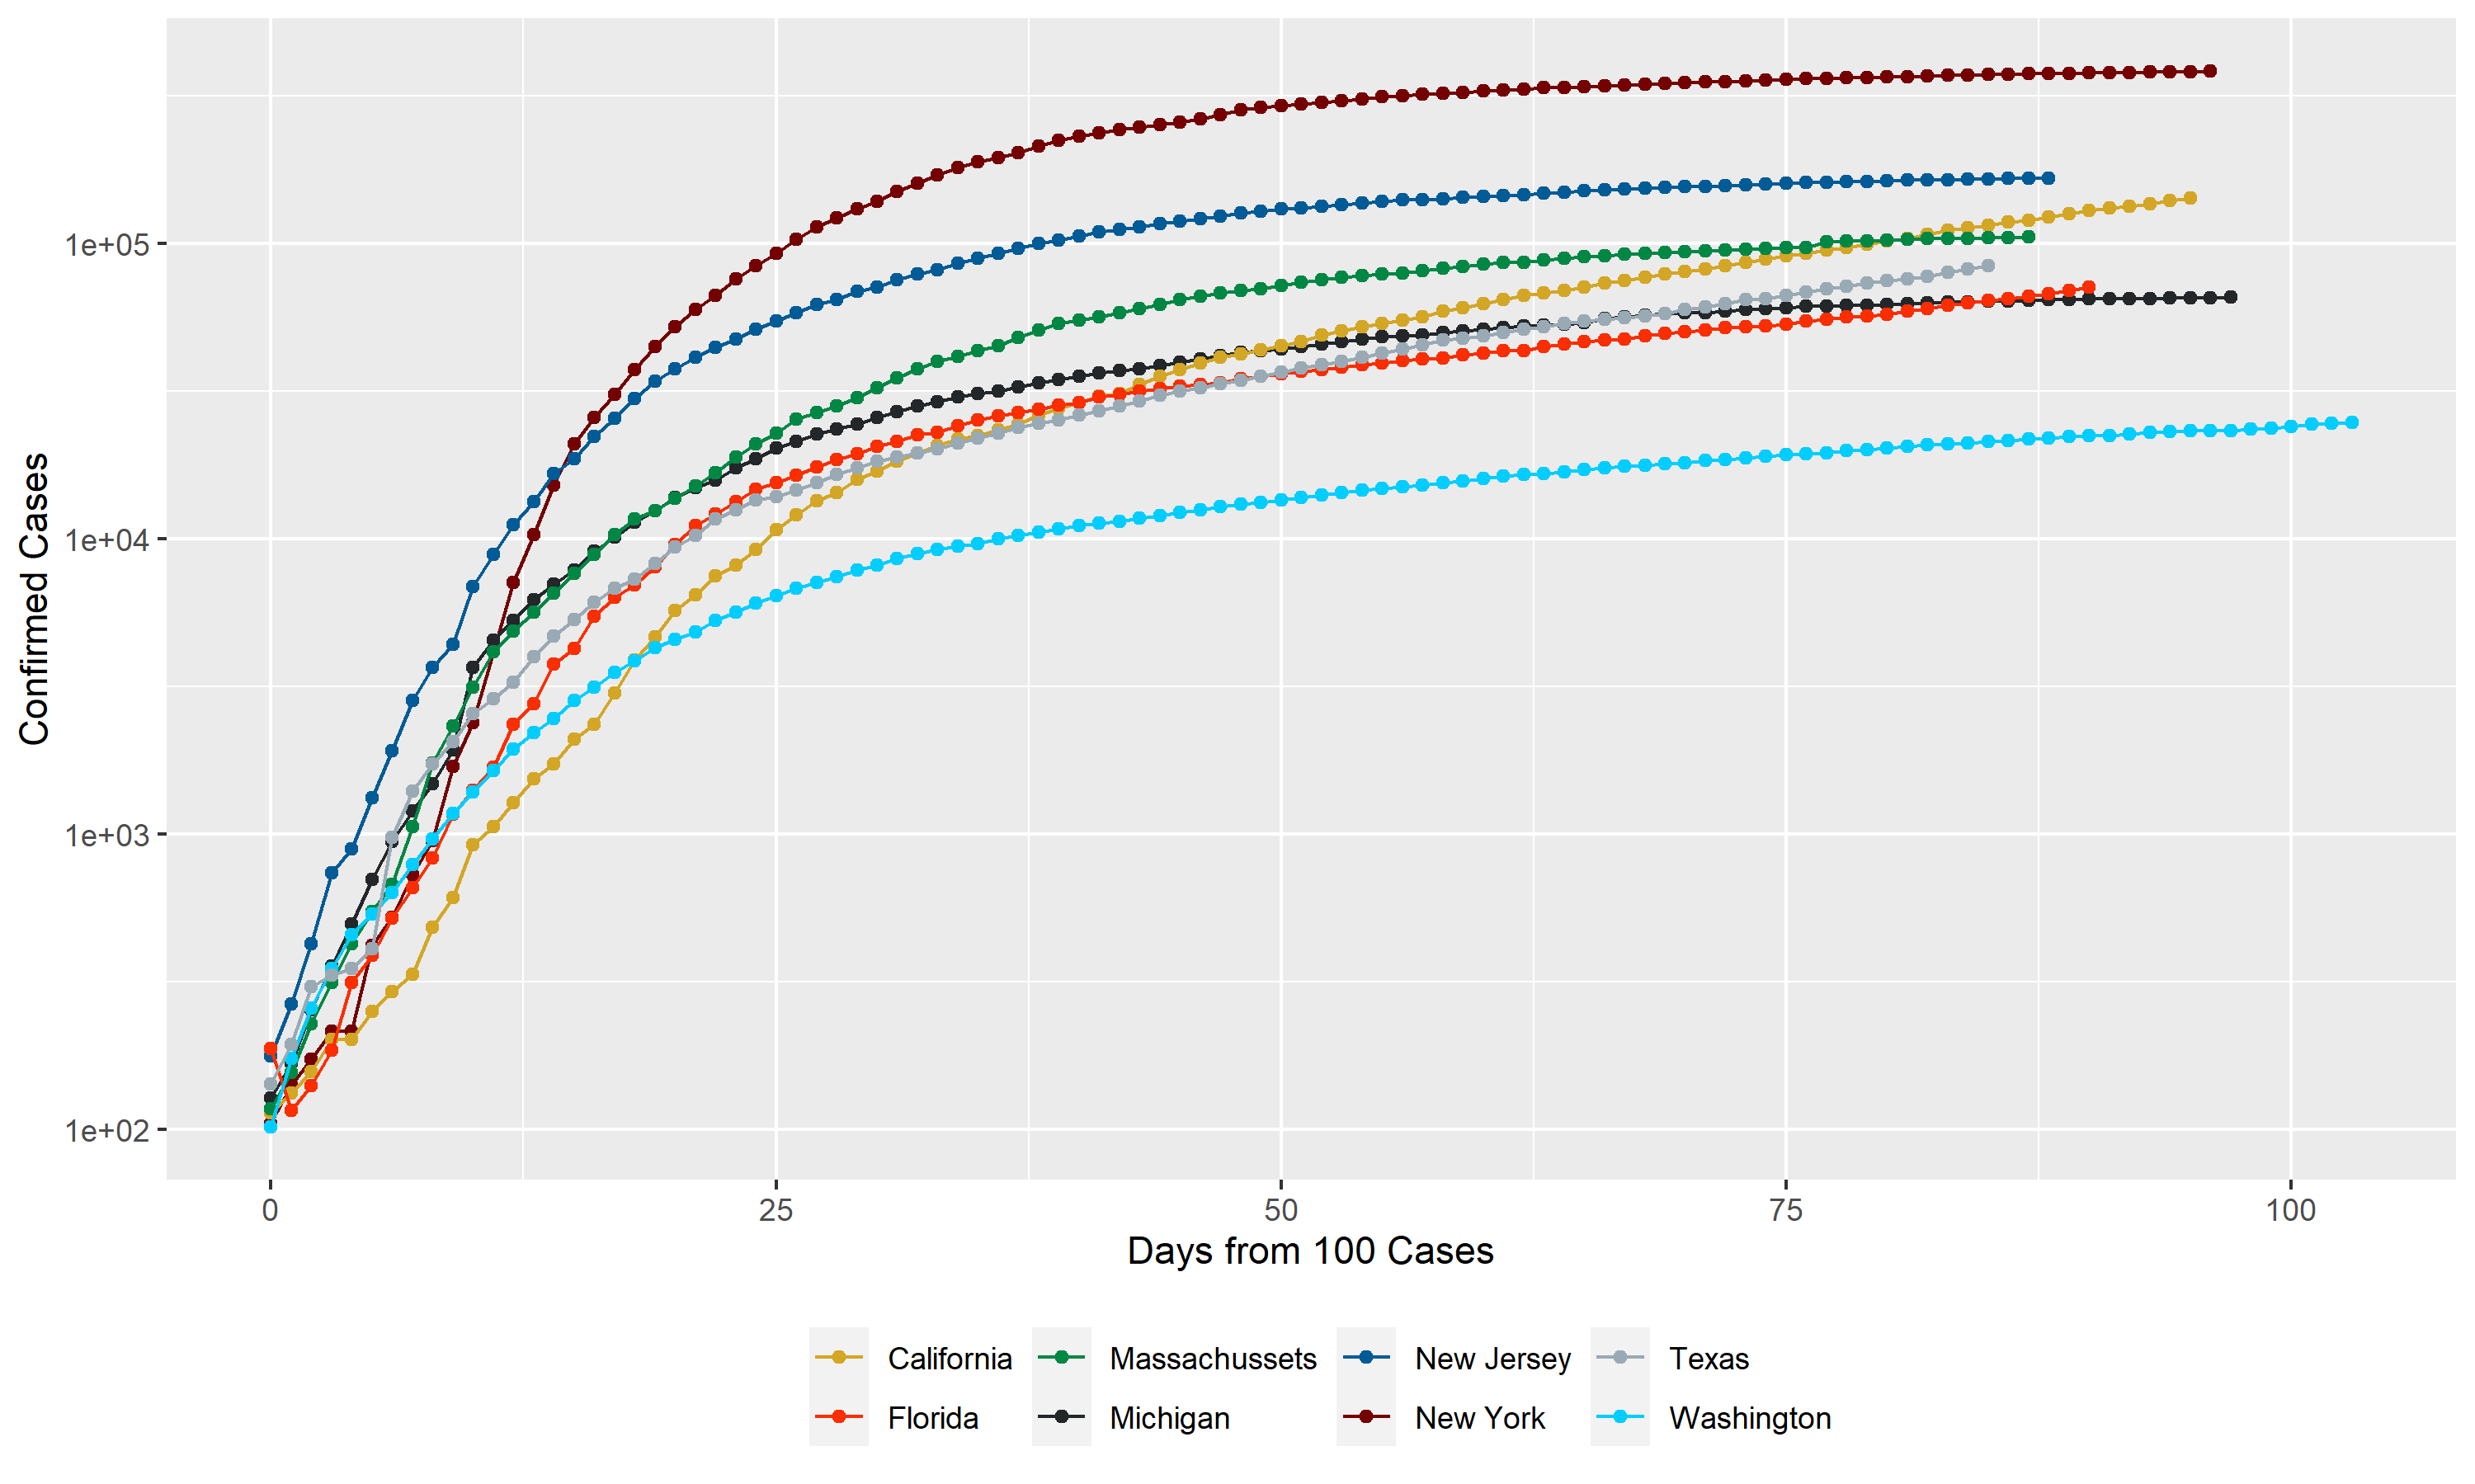 Confirmed Cases
1e+05
1e+04
1e+03
1e+02
0 25 50 75 100
Days from 100 Cases
California Massachussets New Jersey Texas
Florida Michigan New York Washington